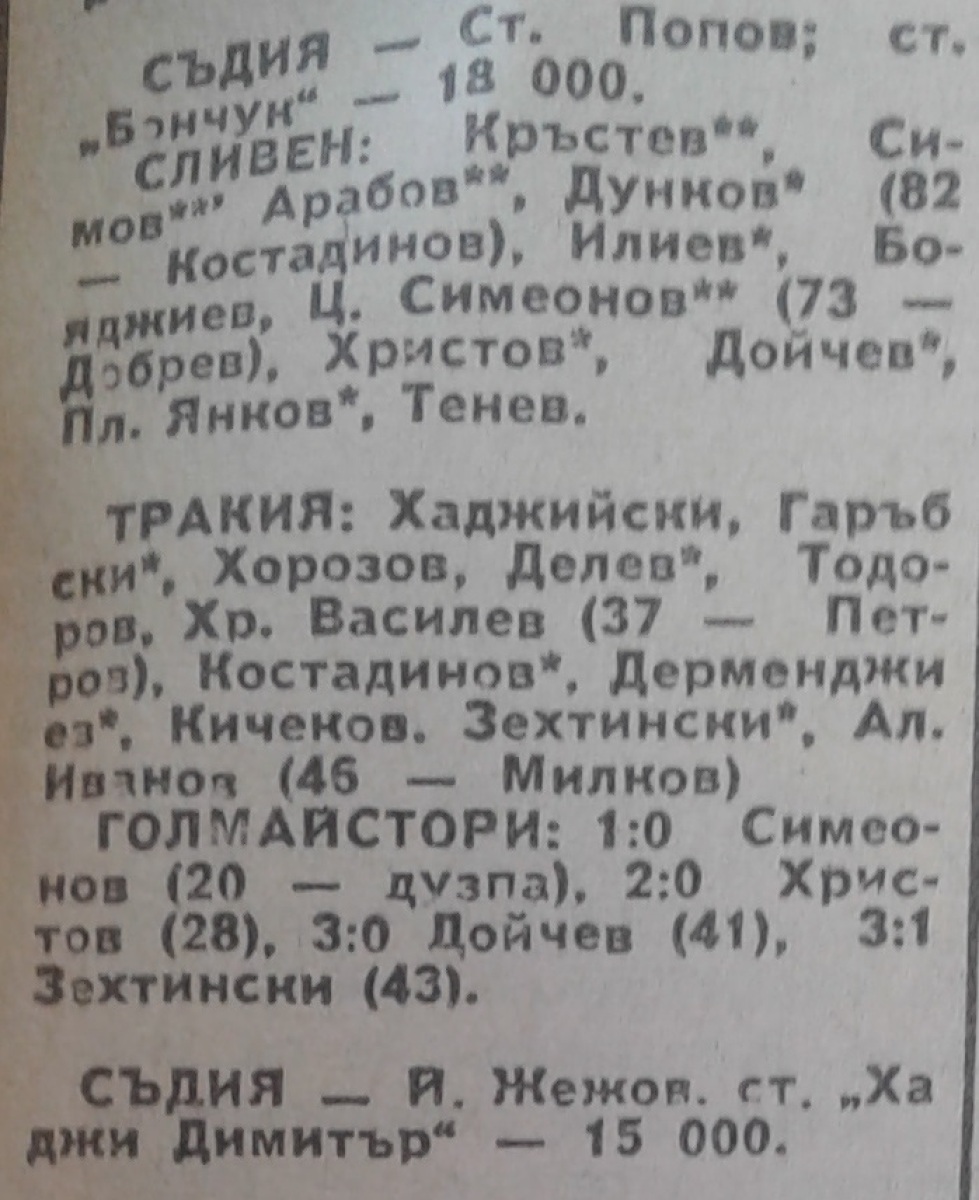 СЪДИЯ — Ст. Попов; ст.
„Бончук“ — 18 000.
СЛИВЕН: Кръстев**, Си-
мов**, Арабов**, Дунков* (82
— Костадинов), Илиев*, Бо-
яджиев, Ц. Симеонов** (73 —
Добрев), Христов*, Дойчев*,
Пл. Янков*, Тенев.
ТРАКИЯ: Хаджийски, Гаръб
ски*, Хорозов, Делев*, Тодо-
ров, Хр. Василев (37 — Пет-
ров), Костадинов*, Дерменджи
ев*, Киченов. Зехтински*, Ал.
Иванов (46 — Милков)
ГОЛМАЙСТОРИ: 1:0 Симео-
нов (20 — дузпа), 2:0 Хрис-
тов (28), 3:0 Дойчев (41), 3:1
Зехтински (43).
СЪДИЯ — Й. Жежов. ст. „Ха
джи Димитър“ — 15 000.